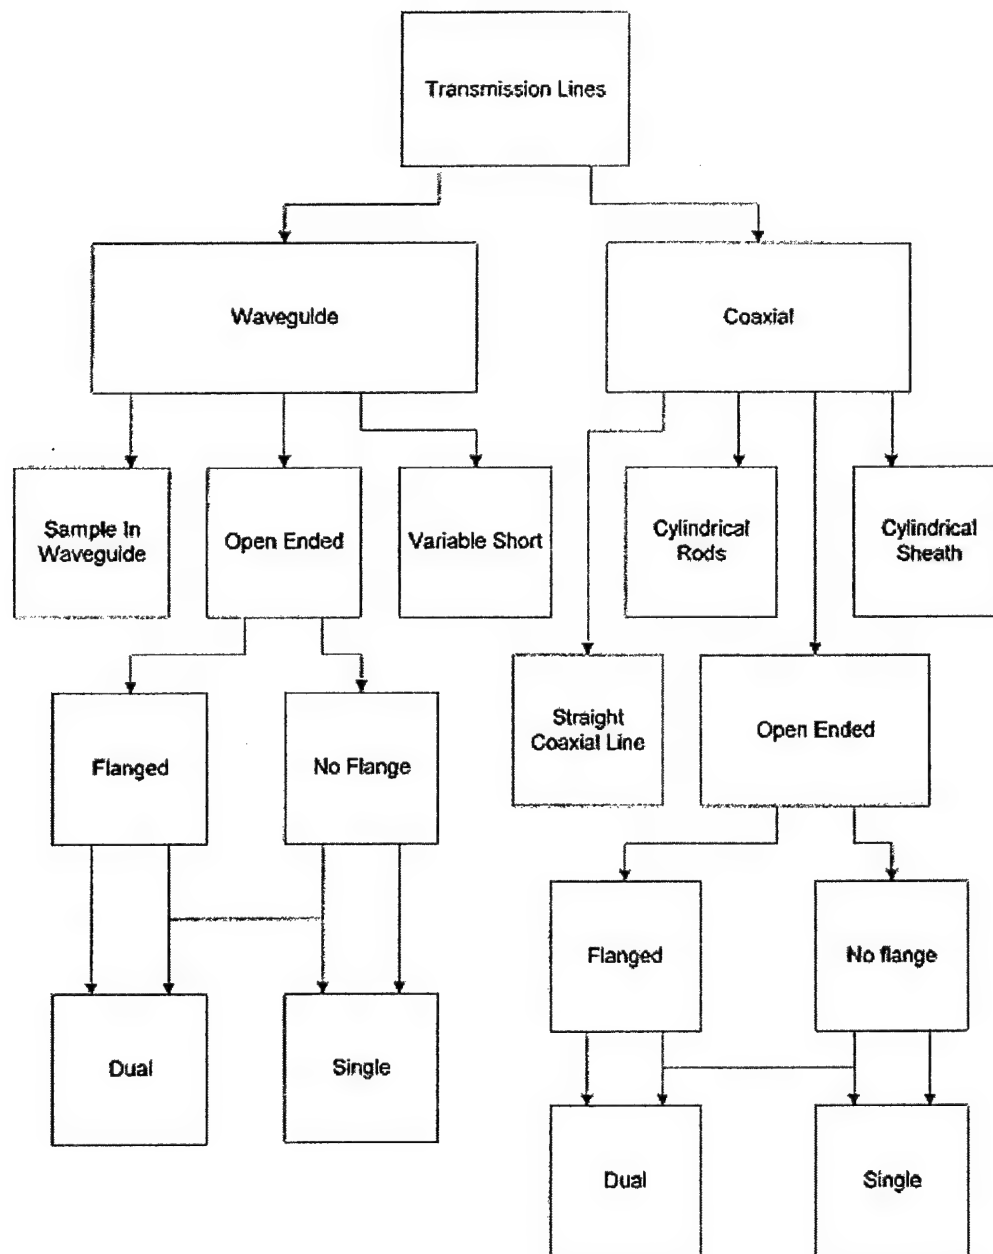 Transmission Lines
Waveguide
Coaxial
Sample In
Waveguide
Open Ended
Variable Short
Cylindrical
Rods
Cylindrical
Sheath
Straight
Coaxial Line
Open Ended
Flanged
No Flange
Flanged
No flange
Dual
Single
Dual
Single